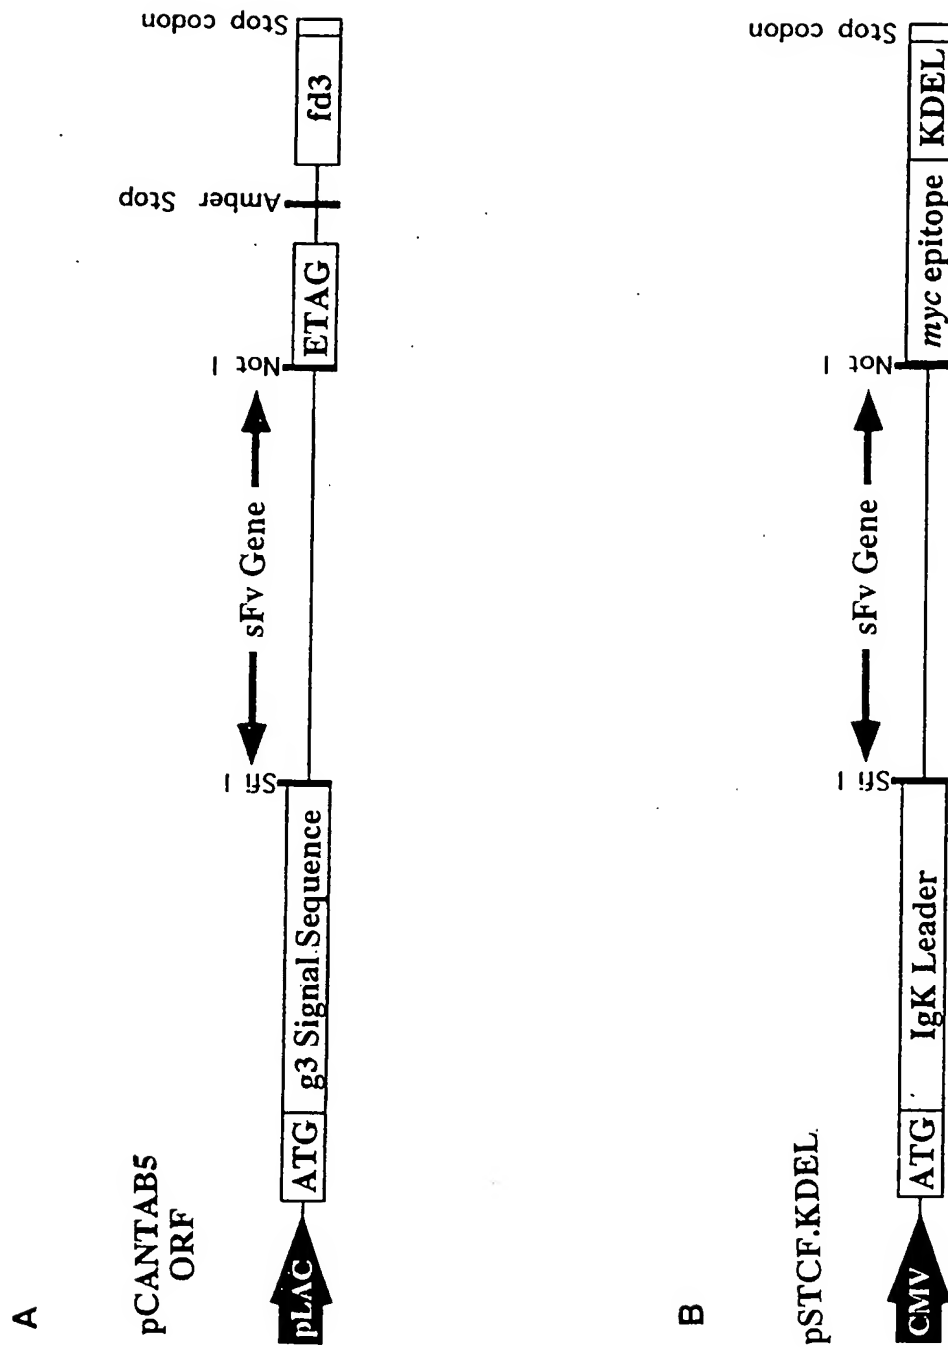 A
pCANTAB5
ORF
pLAC
ATG
g3 Signal Sequence
Sfi I
sFv Gene
Not I
ETAG
Amber Stop
fd3
Stop codon
B
pSTCF.KDEL
CMV
ATG
IgK Leader
Sfi I
sFv Gene
Not I
myc epitope
KDEL
Stop codon